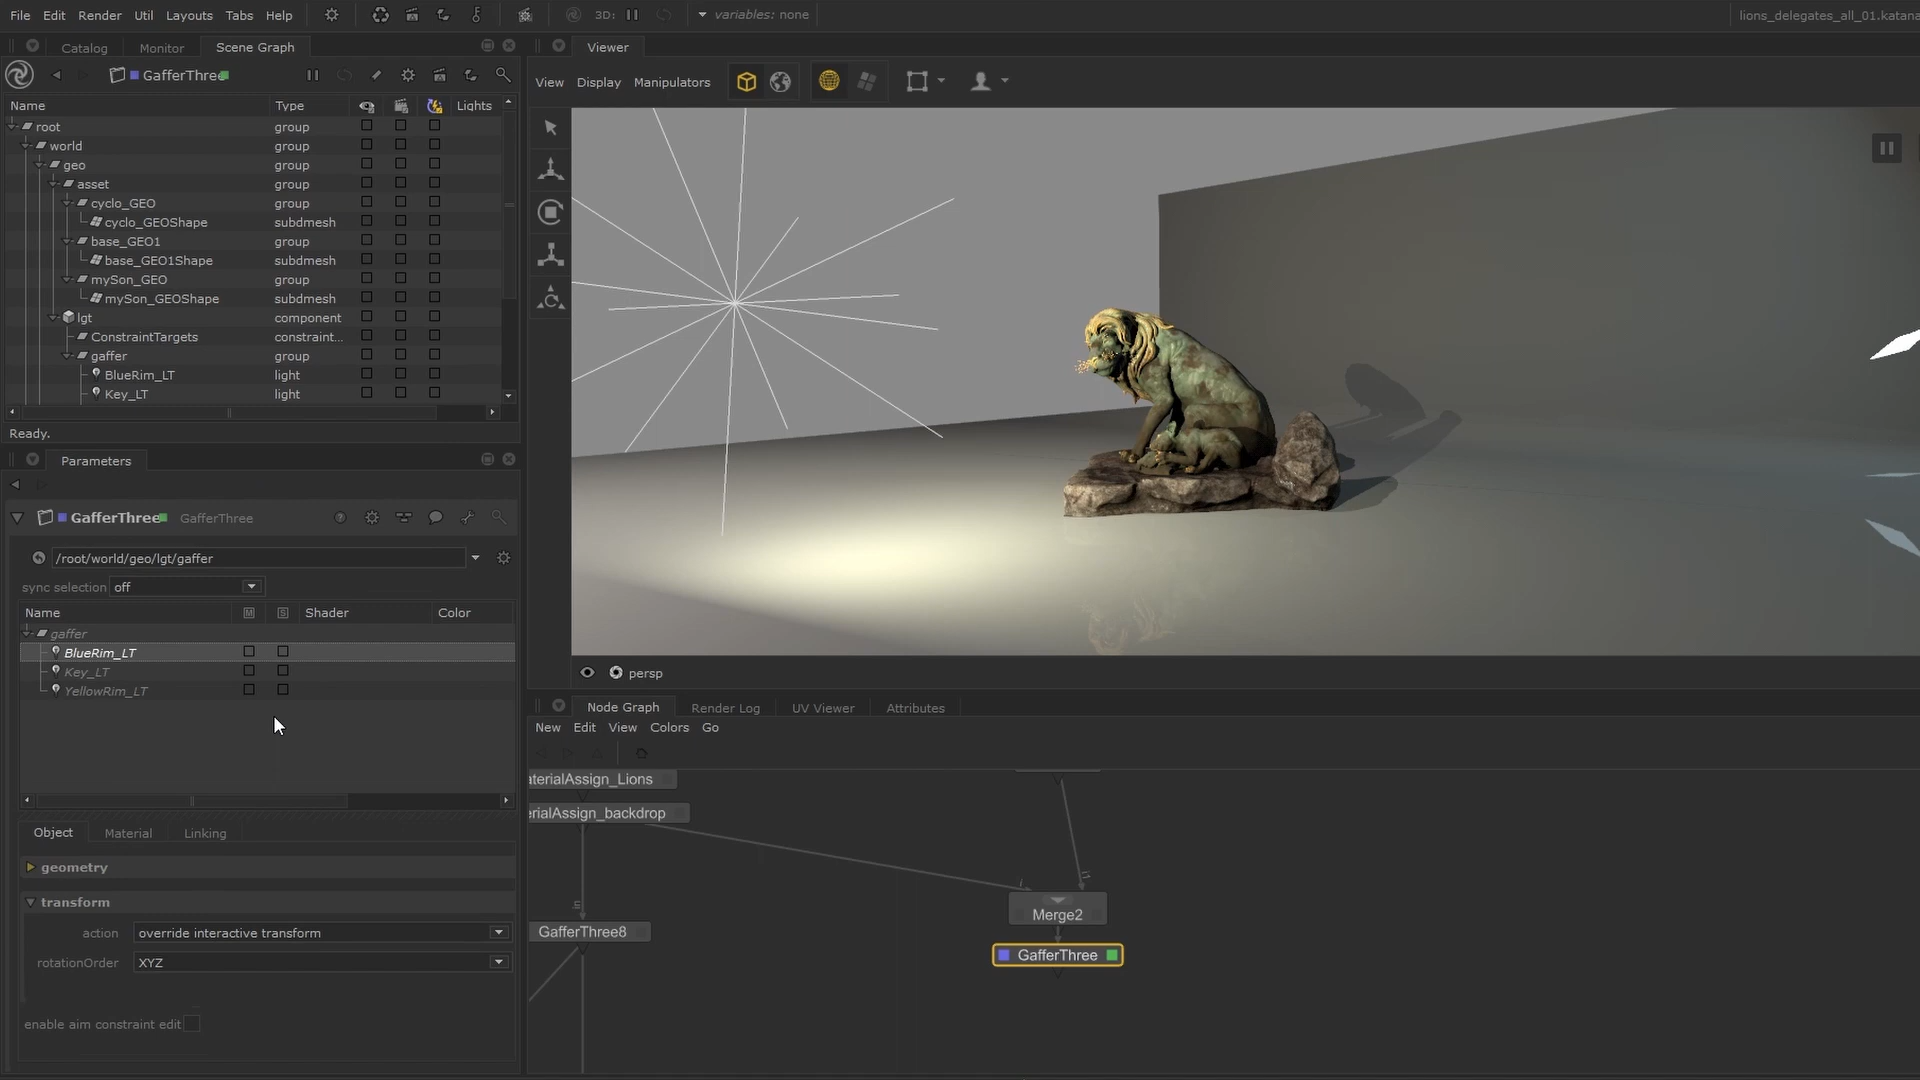 File Edit Render Util Layouts Tabs Help 3D: variables: none lions_delegates_all_01.katana
Catalog Monitor Scene Graph
GafferThree
Name Type Lights
root group
world group
geo group
asset group
cyclo_GEO group
cyclo_GEOShape subdmesh
base_GEO1 group
base_GEO1Shape subdmesh
mySon_GEO group
mySon_GEOShape subdmesh
lgt component
ConstraintTargets constraint...
gaffer group
BlueRim_LT light
Key_LT light
Ready.
Parameters
GafferThree GafferThree
/root/world/geo/lgt/gaffer
sync selection off
Name M S Shader Color
gaffer
BlueRim_LT
Key_LT
YellowRim_LT
Object Material Linking
geometry
transform
action override interactive transform
rotationOrder XYZ
enable aim constraint edit
Viewer
View Display Manipulators
persp
Node Graph Render Log UV Viewer Attributes
New Edit View Colors Go
aterialAssign_Lions
erialAssign_backdrop
i i1
Merge2
in
GafferThree8
GafferThree